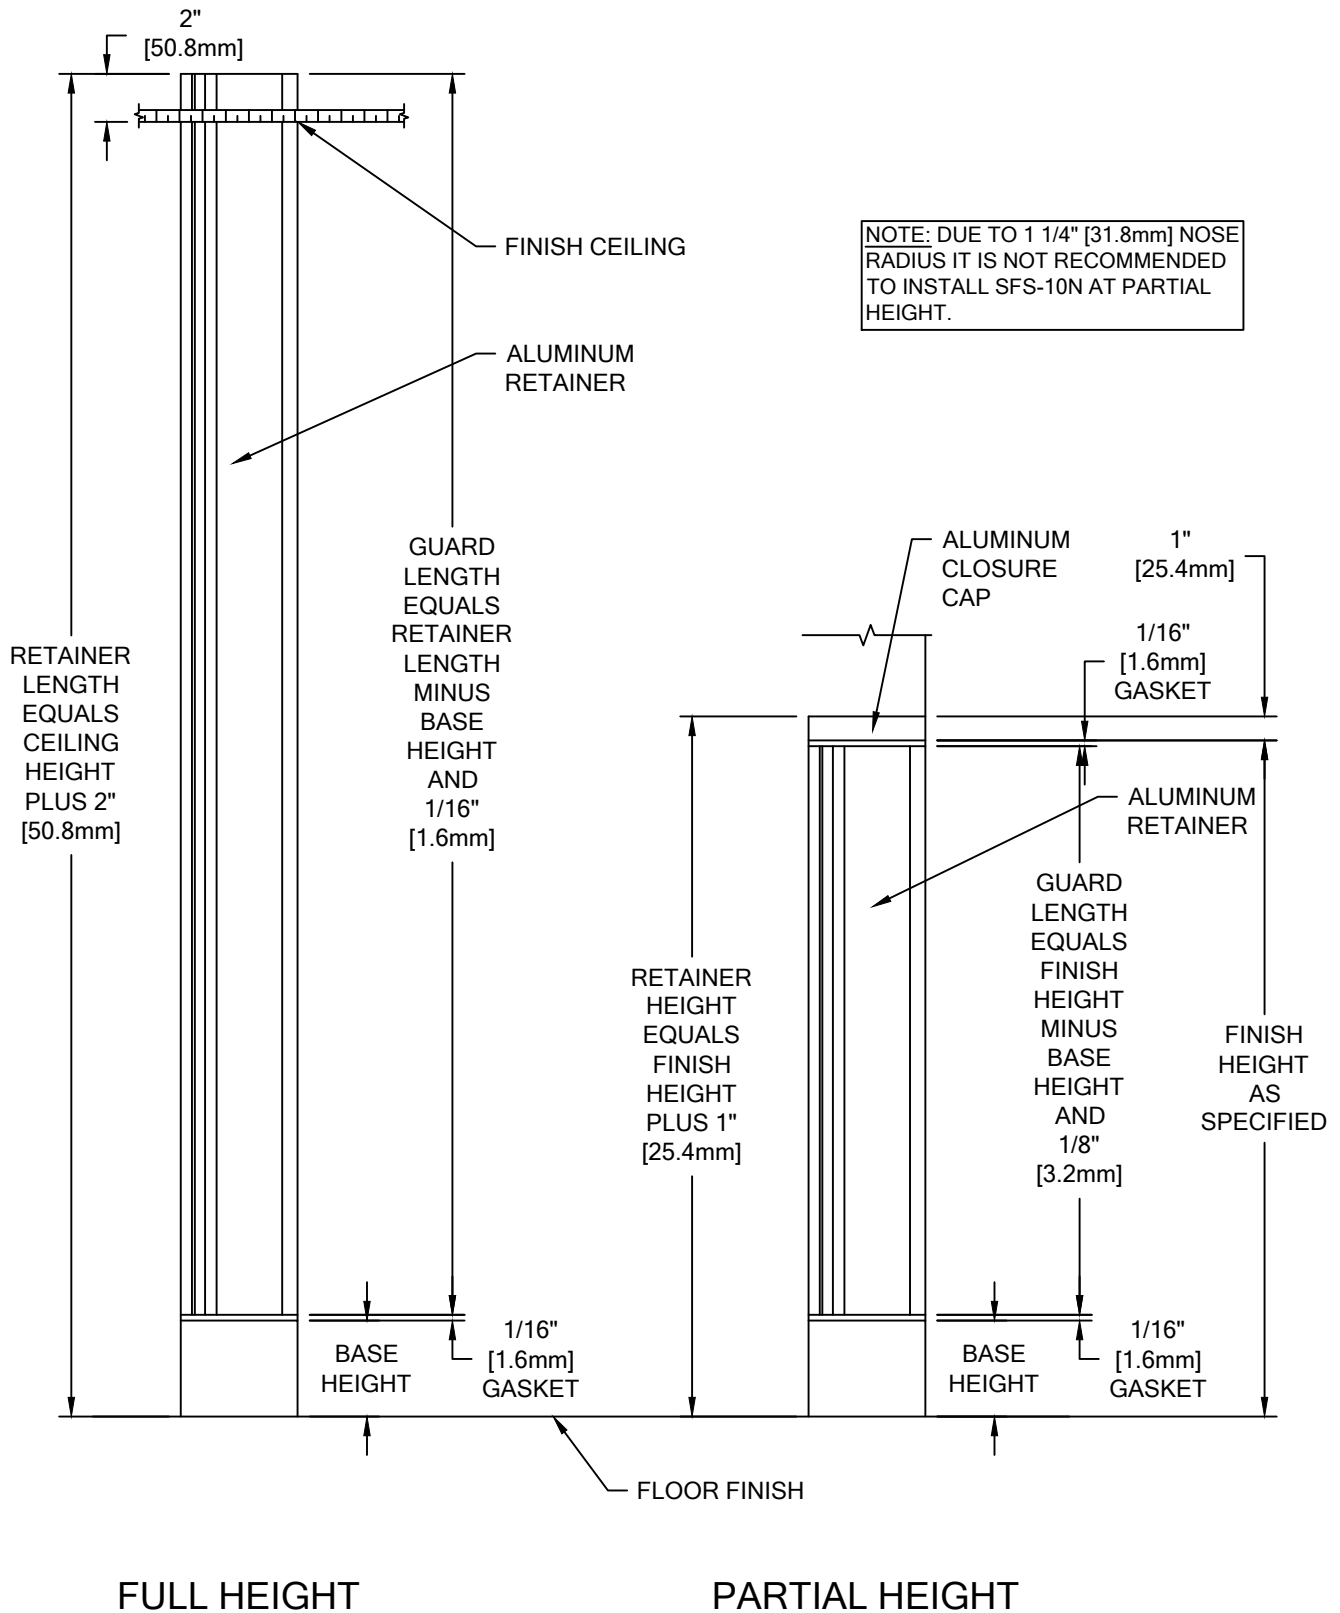 2"
[50.8mm]
FINISH CEILING
NOTE: DUE TO 1 1/4" [31.8mm] NOSE
RADIUS IT IS NOT RECOMMENDED
TO INSTALL SFS-10N AT PARTIAL
HEIGHT.
ALUMINUM
RETAINER
GUARD
LENGTH
EQUALS
RETAINER
LENGTH
MINUS
BASE
HEIGHT
AND
1/16"
[1.6mm]
RETAINER
LENGTH
EQUALS
CEILING
HEIGHT
PLUS 2"
[50.8mm]
ALUMINUM
CLOSURE
CAP
1"
[25.4mm]
1/16"
[1.6mm]
GASKET
ALUMINUM
RETAINER
GUARD
LENGTH
EQUALS
FINISH
HEIGHT
MINUS
BASE
HEIGHT
AND
1/8"
[3.2mm]
RETAINER
HEIGHT
EQUALS
FINISH
HEIGHT
PLUS 1"
[25.4mm]
FINISH
HEIGHT
AS
SPECIFIED
BASE
HEIGHT
1/16"
[1.6mm]
GASKET
BASE
HEIGHT
1/16"
[1.6mm]
GASKET
FLOOR FINISH
FULL HEIGHT
PARTIAL HEIGHT